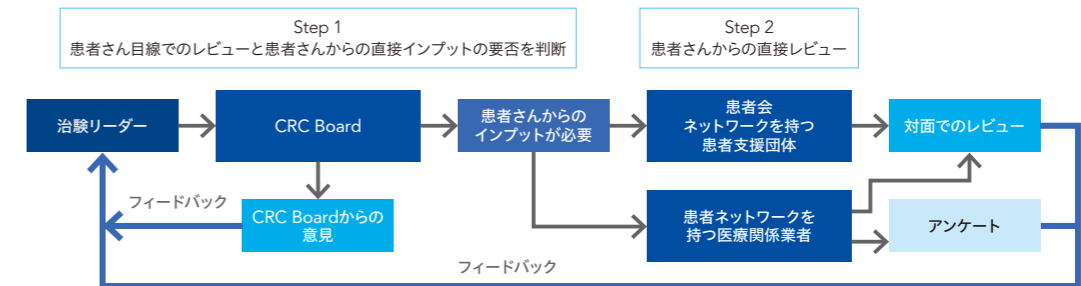 Step 1
患者さん目線でのレビューと患者さんからの直接インプットの要否を判断
Step 2
患者さんからの直接レビュー
治験リーダー
CRC Board
患者さんからの
インプットが必要
患者会
ネットワークを持つ
患者支援団体
対面でのレビュー
フィードバック
CRC Boardからの
意見
患者ネットワークを
持つ医療関係業者
アンケート
フィードバック